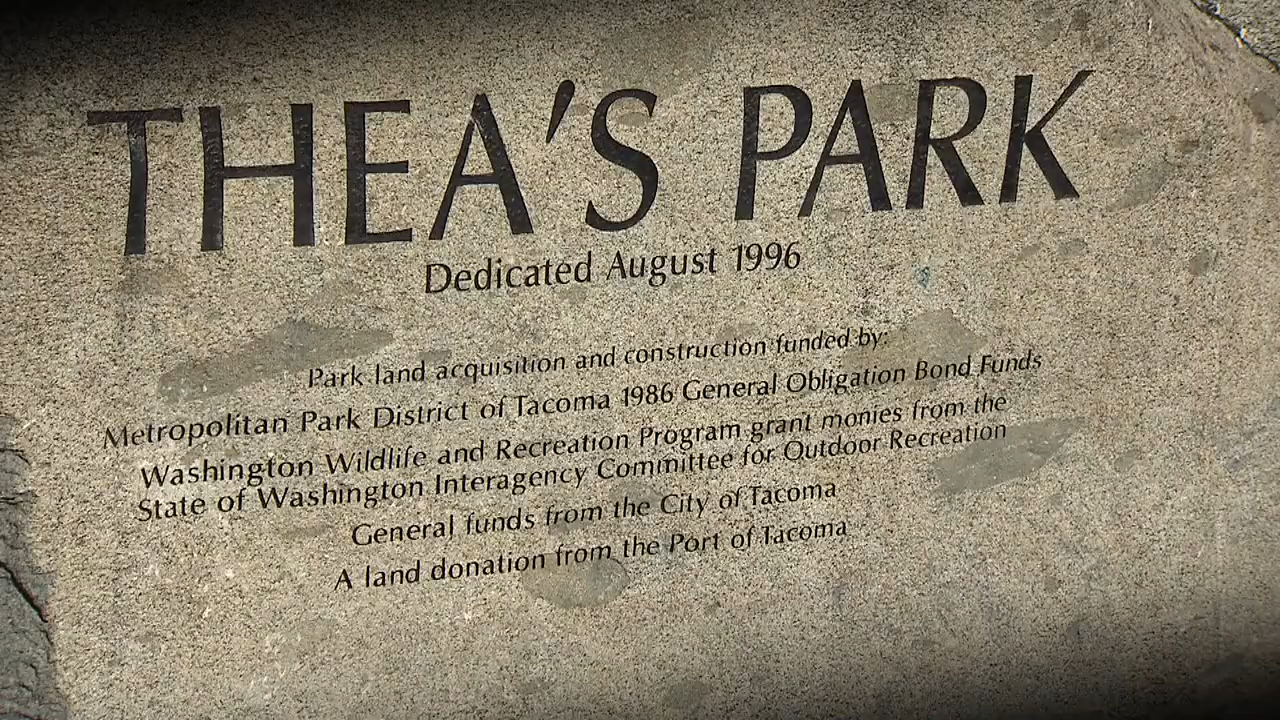 THEA'S PARK
Dedicated August 1996
Park land acquisition and construction funded by:
Metropolitan Park District of Tacoma 1986 General Obligation Bond Funds
Washington Wildlife and Recreation Program grant monies from the
State of Washington Interagency Committee for Outdoor Recreation
General funds from the City of Tacoma
A land donation from the Port of Tacoma